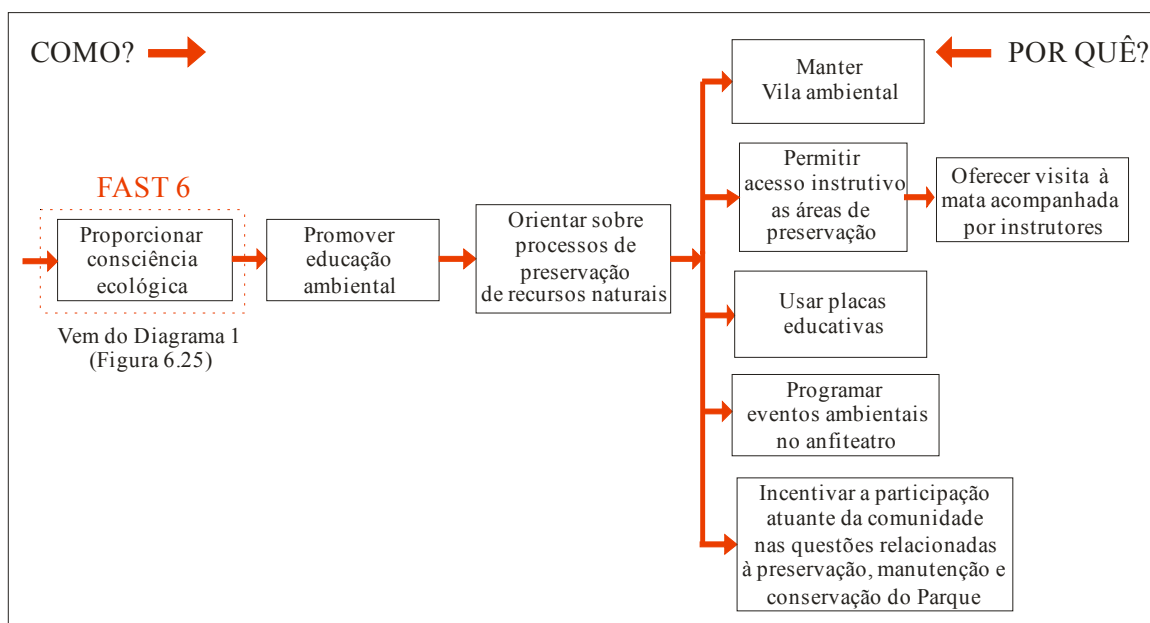 COMO?
POR QUÊ?
Manter
Vila ambiental
FAST 6
Proporcionar
consciência
ecológica
Vem do Diagrama 1
(Figura 6.25)
Promover
educação
ambiental
Orientar sobre
processos de
preservação
de recursos naturais
Permitir
acesso instrutivo
as áreas de
preservação
Oferecer visita à
mata acompanhada
por instrutores
Usar placas
educativas
Programar
eventos ambientais
no anfiteatro
Incentivar a participação
atuante da comunidade
nas questões relacionadas
à preservação, manutenção e
conservação do Parque